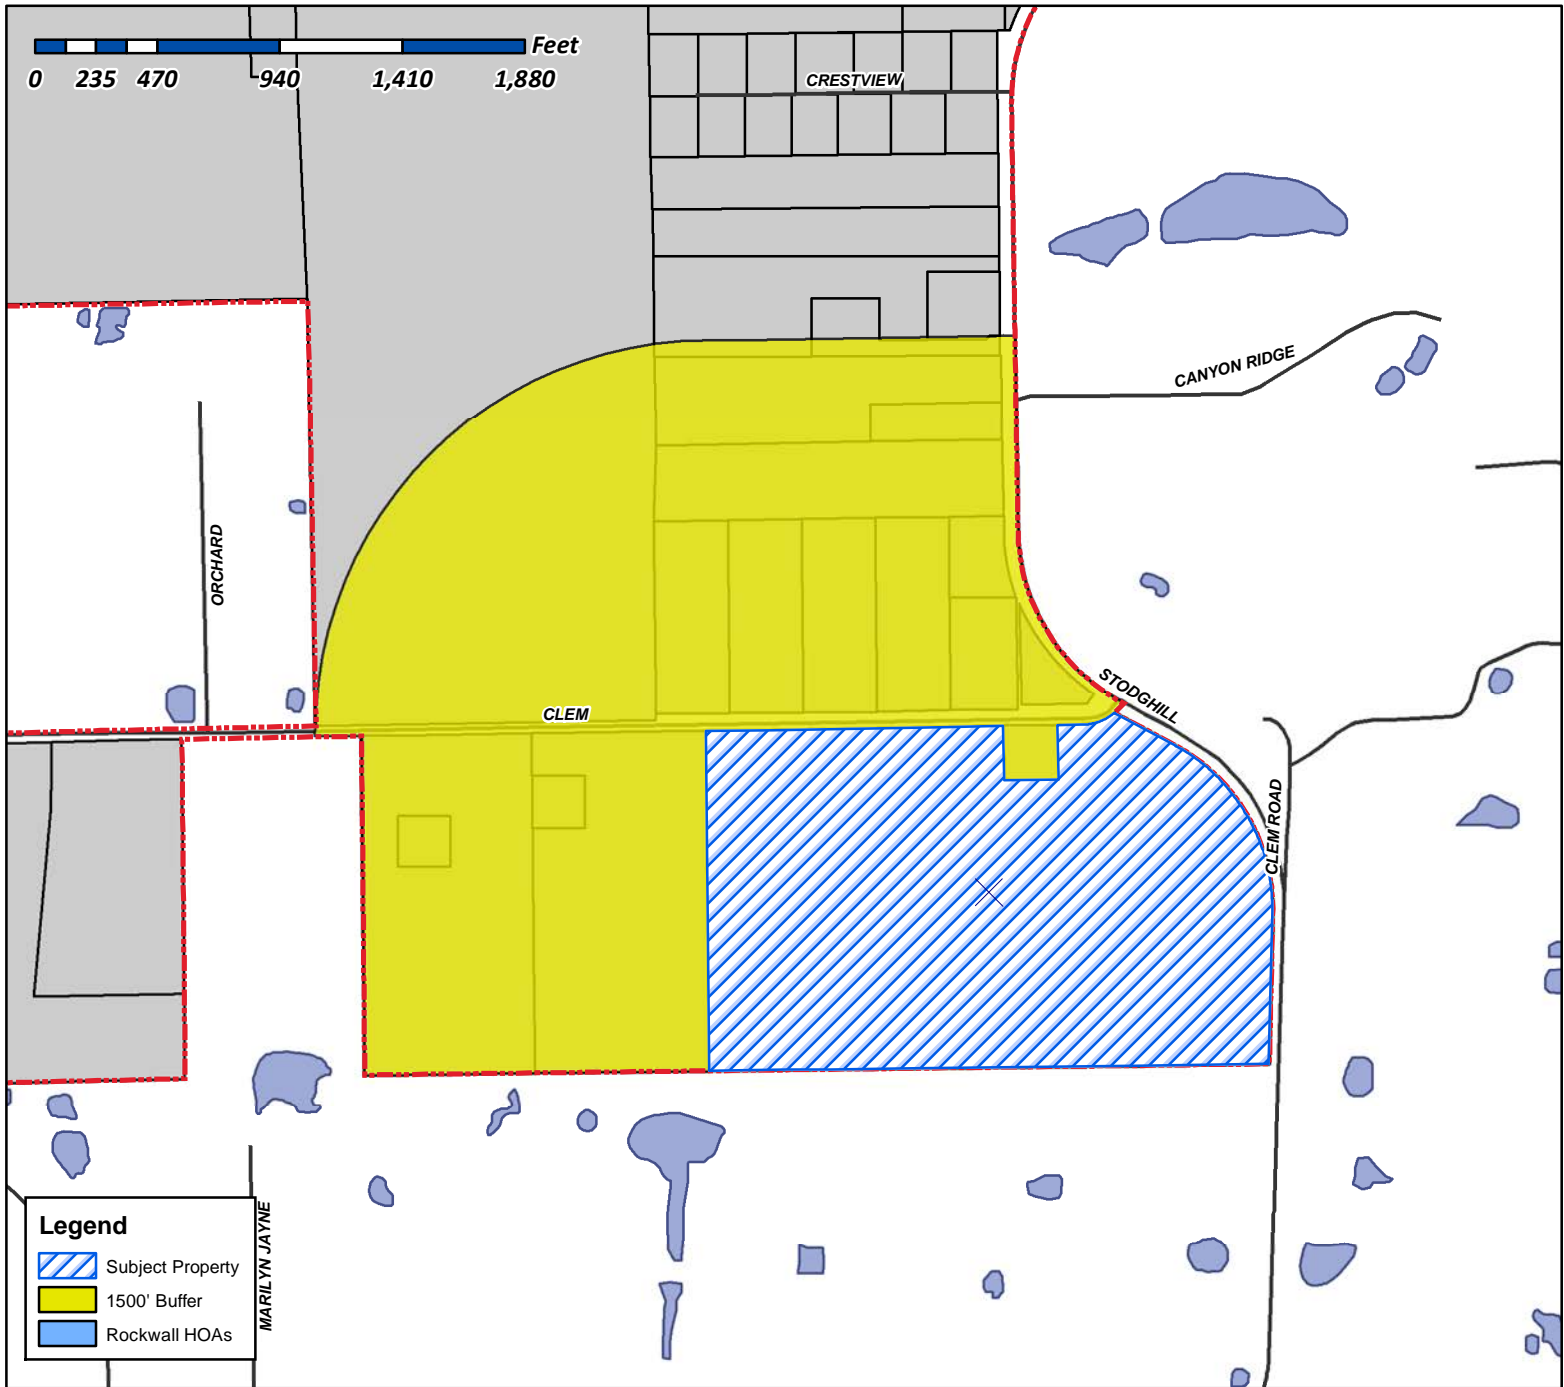 Feet
0 235 470 940 1,410 1,880
CRESTVIEW
CANYON RIDGE
ORCHARD
STODGHILL
CLEM
CLEM ROAD
MARILYN JAYNE
Legend
Subject Property
1500' Buffer
Rockwall HOAs